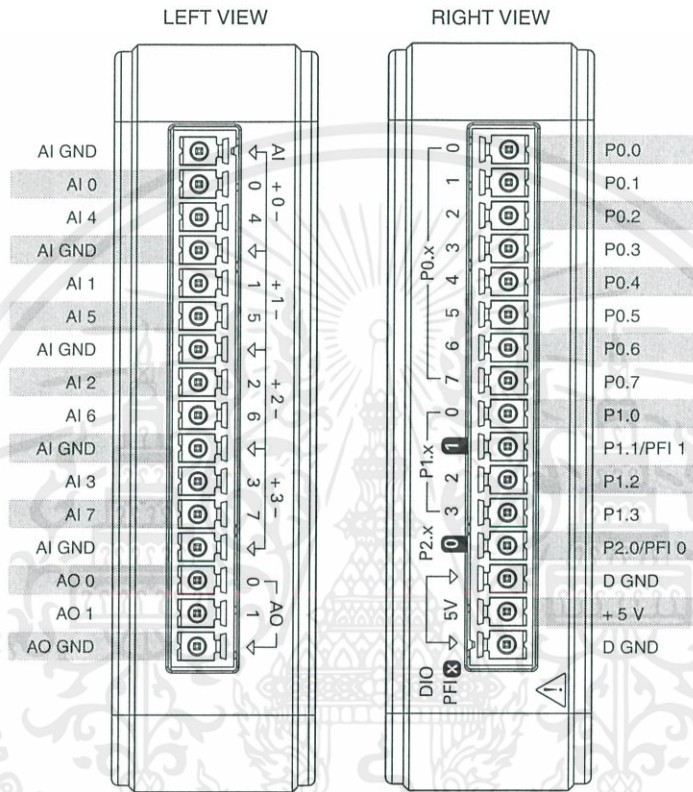 LEFT VIEW
RIGHT VIEW
AI GND
AI 0
AI 4
AI GND
AI 1
AI 5
AI GND
AI 2
AI 6
AI GND
AI 3
AI 7
AI GND
AO 0
AO 1
AO GND
AI
0
4
1
5
2
6
3
7
0
1
+ 0 -
+ 1 -
+ 2 -
+ 3 -
AO
P0.x
P1.x
P2.x
0
1
2
3
4
5
6
7
0
1
2
3
0
5V
DIO
PFI X
P0.0
P0.1
P0.2
P0.3
P0.4
P0.5
P0.6
P0.7
P1.0
P1.1/PFI 1
P1.2
P1.3
P2.0/PFI 0
D GND
+ 5 V
D GND